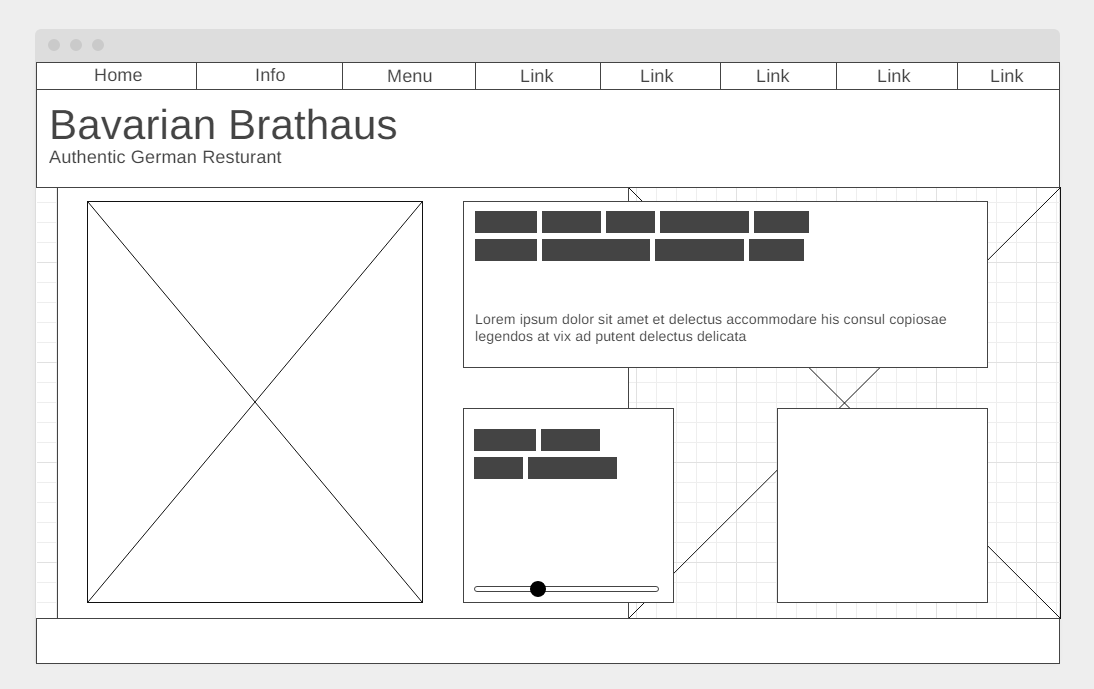 Home Info Menu Link Link Link Link Link
Bavarian Brathaus
Authentic German Resturant
Lorem ipsum dolor sit amet et delectus accommodare his consul copiosae
legendos at vix ad putent delectus delicata